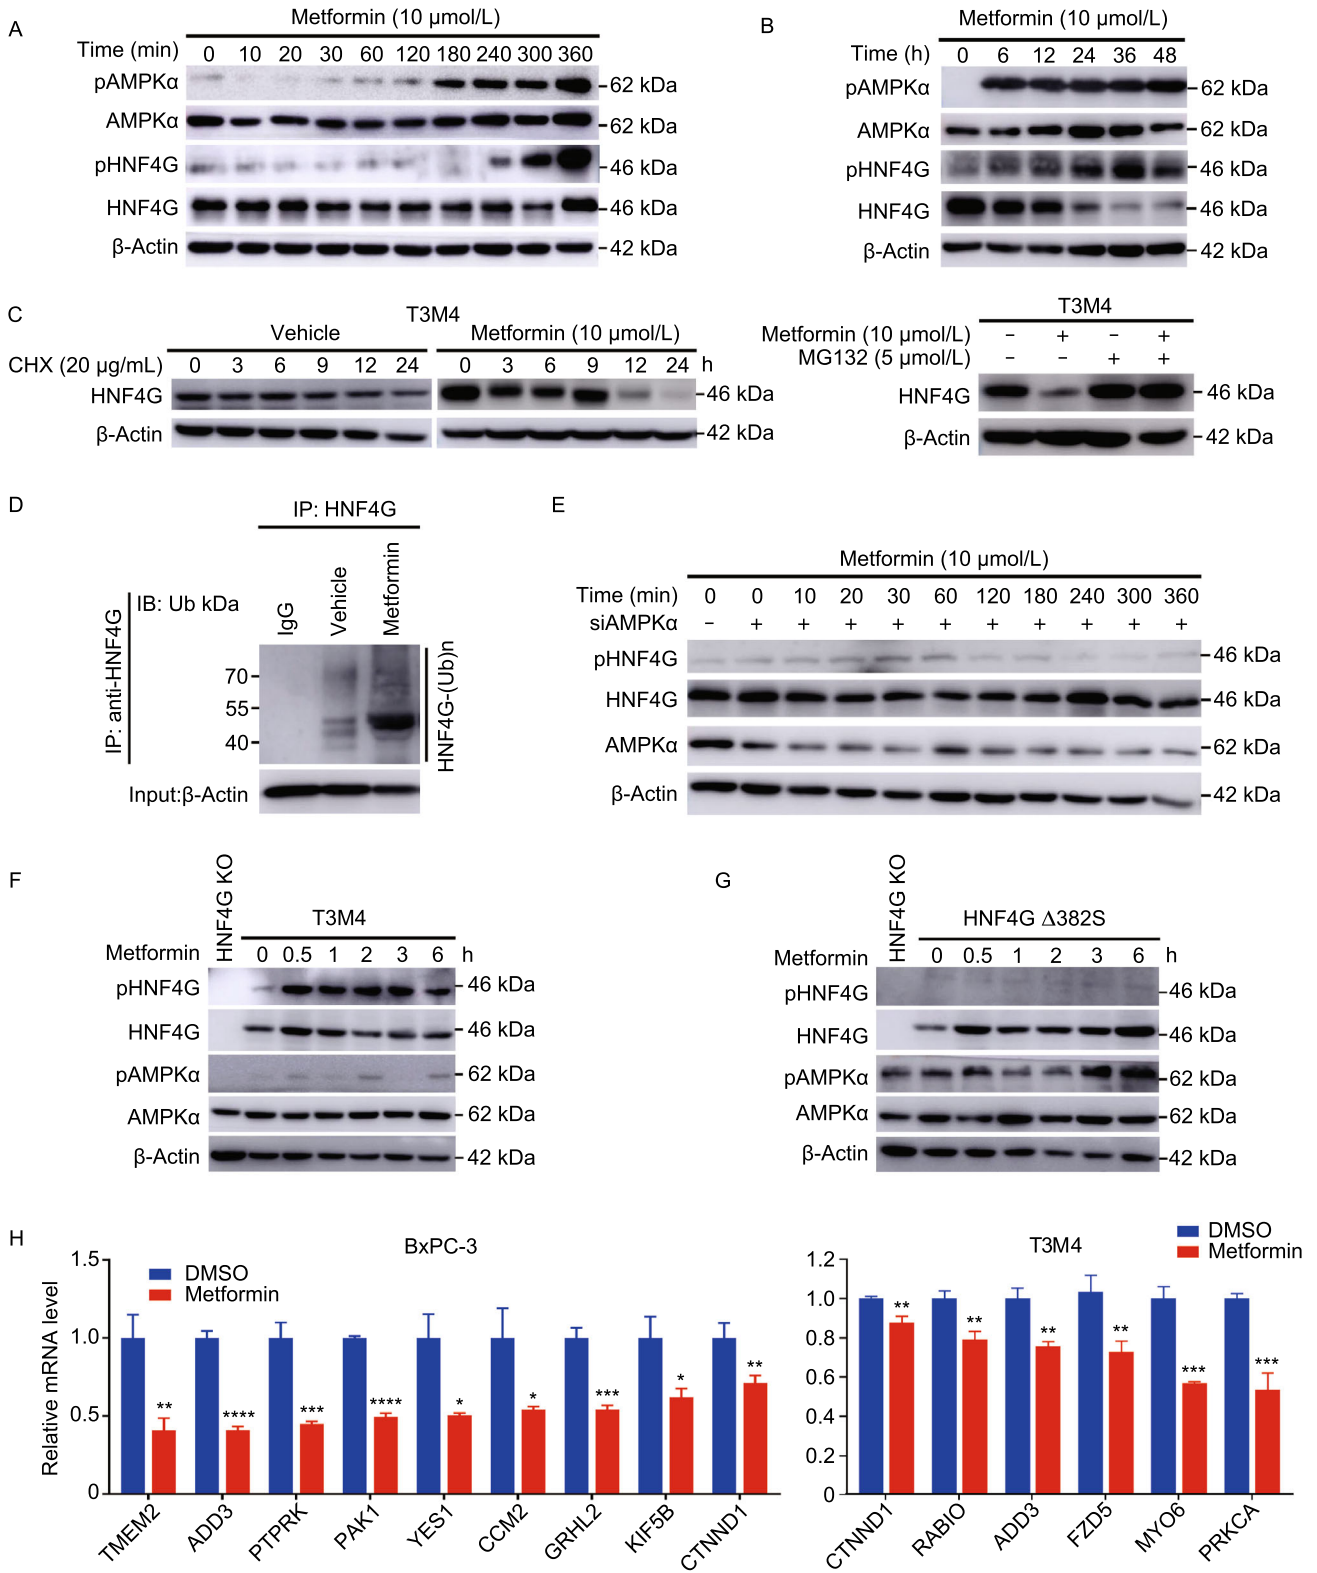 A
Metformin (10 μmol/L)
Time (min) 0 10 20 30 60 120 180 240 300 360
pAMPKα 62 kDa
AMPKα 62 kDa
pHNF4G 46 kDa
HNF4G 46 kDa
β-Actin 42 kDa
B
Metformin (10 μmol/L)
Time (h) 0 6 12 24 36 48
pAMPKα 62 kDa
AMPKα 62 kDa
pHNF4G 46 kDa
HNF4G 46 kDa
β-Actin 42 kDa
C
T3M4
Vehicle Metformin (10 μmol/L)
CHX (20 μg/mL) 0 3 6 9 12 24 0 3 6 9 12 24 h
HNF4G 46 kDa
β-Actin 42 kDa
T3M4
Metformin (10 μmol/L) − + − +
MG132 (5 μmol/L) − − + +
HNF4G 46 kDa
β-Actin 42 kDa
D
IP: HNF4G
IP: anti-HNF4G
IB: Ub kDa
IgG
Vehicle
Metformin
70
55
40
HNF4G-(Ub)n
Input:β-Actin
E
Metformin (10 μmol/L)
Time (min) 0 0 10 20 30 60 120 180 240 300 360
siAMPKα − + + + + + + + + + +
pHNF4G 46 kDa
HNF4G 46 kDa
AMPKα 62 kDa
β-Actin 42 kDa
F
HNF4G KO
T3M4
Metformin 0 0.5 1 2 3 6 h
pHNF4G 46 kDa
HNF4G 46 kDa
pAMPKα 62 kDa
AMPKα 62 kDa
β-Actin 42 kDa
G
HNF4G KO
HNF4G Δ382S
Metformin 0 0.5 1 2 3 6 h
pHNF4G 46 kDa
HNF4G 46 kDa
pAMPKα 62 kDa
AMPKα 62 kDa
β-Actin 42 kDa
H
BxPC-3
DMSO
Metformin
Relative mRNA level
1.5
1.0
0.5
0
** **** *** **** * * *** * **
TMEM2 ADD3 PTPRK PAK1 YES1 CCM2 GRHL2 KIF5B CTNND1
T3M4
DMSO
Metformin
1.2
1.0
0.8
0.6
0.4
0.2
0
** ** ** ** *** ***
CTNND1 RABIO ADD3 FZD5 MYO6 PRKCA